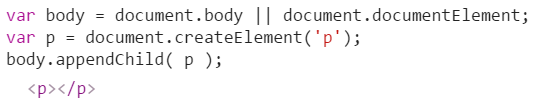 var body = document.body || document.documentElement;
var p = document.createElement('p');
body.appendChild( p );
<p></p>